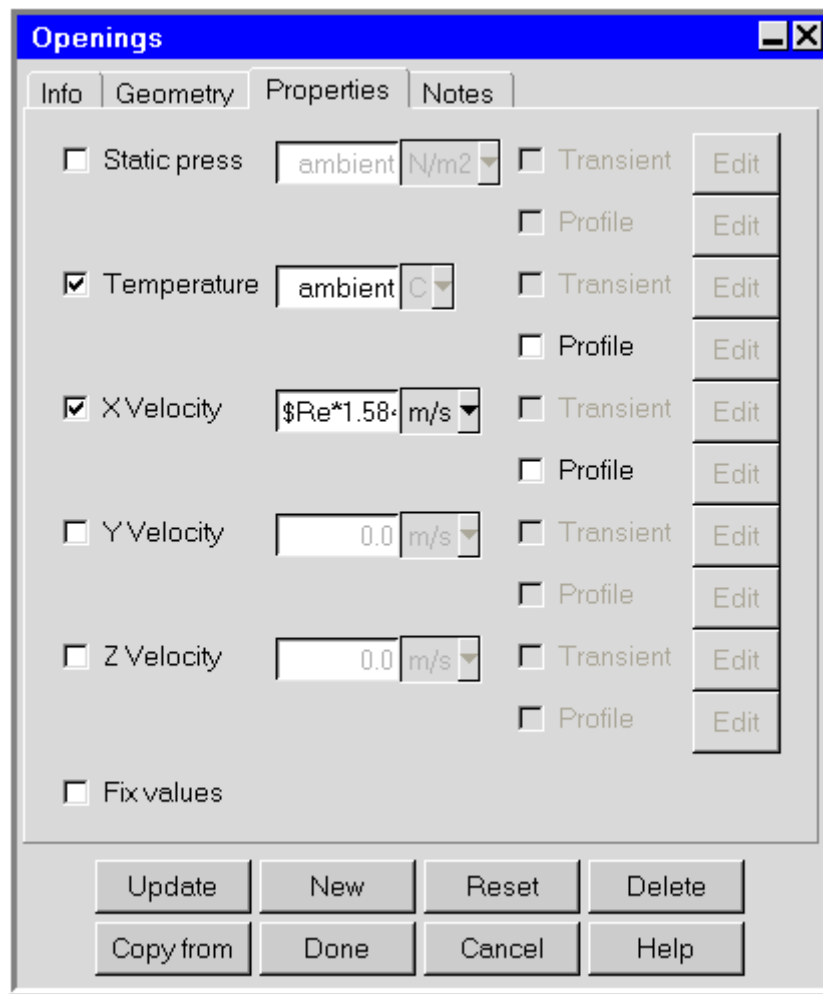 Openings
Info Geometry Properties Notes
Static press ambient N/m2 Transient Edit
Profile Edit
Temperature ambient C Transient Edit
Profile Edit
X Velocity $Re*1.584 m/s Transient Edit
Profile Edit
Y Velocity 0.0 m/s Transient Edit
Profile Edit
Z Velocity 0.0 m/s Transient Edit
Profile Edit
Fix values
Update New Reset Delete
Copy from Done Cancel Help